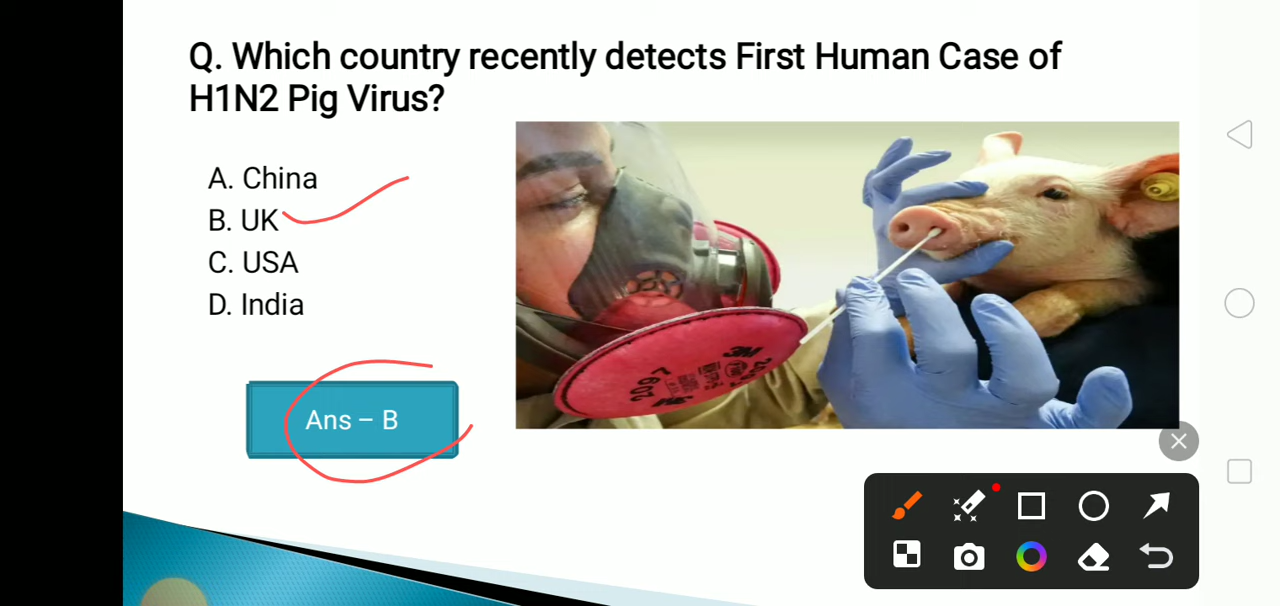 Q. Which country recently detects First Human Case of
H1N2 Pig Virus?
A. China
B. UK
C. USA
D. India
Ans – B
3M